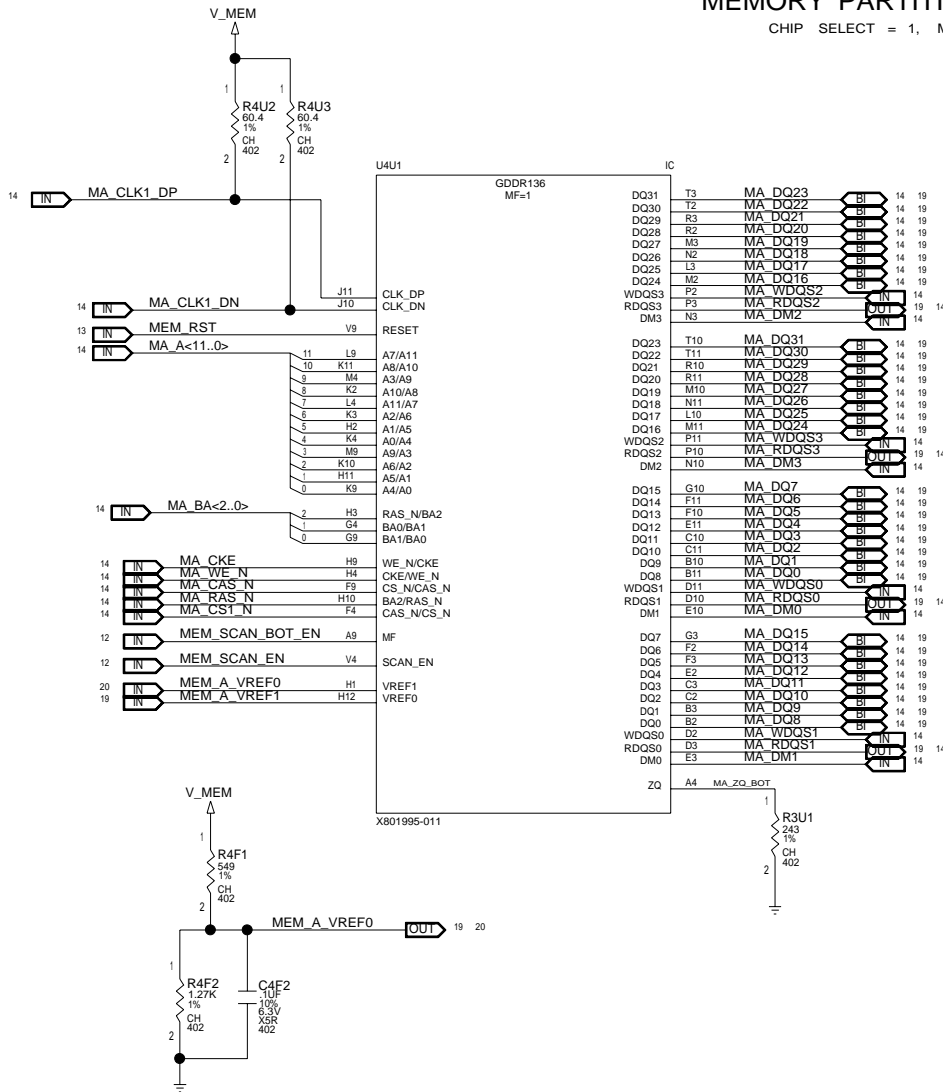 MEMORY PARTITI
CHIP SELECT = 1, M
V_MEM
1
R4U2
60.4
1%
CH
402
2
1
R4U3
60.4
1%
CH
402
2
U4U1
IC
GDDR136
MF=1
14 IN MA_CLK1_DP J11 CLK_DP
14 IN MA_CLK1_DN J10 CLK_DN
13 IN MEM_RST V9 RESET
14 IN MA_A<11..0>
11 L9 A7/A11
10 K11 A8/A10
9 M4 A3/A9
8 K2 A10/A8
7 L4 A11/A7
6 K3 A2/A6
5 H2 A1/A5
4 K4 A0/A4
3 M9 A9/A3
2 K10 A6/A2
1 H11 A5/A1
0 K9 A4/A0
14 IN MA_BA<2..0>
2 H3 RAS_N/BA2
1 G4 BA0/BA1
0 G9 BA1/BA0
14 IN MA_CKE H9 WE_N/CKE
14 IN MA_WE_N H4 CKE/WE_N
14 IN MA_CAS_N F9 CS_N/CAS_N
14 IN MA_RAS_N H10 BA2/RAS_N
14 IN MA_CS1_N F4 CAS_N/CS_N
12 IN MEM_SCAN_BOT_EN A9 MF
12 IN MEM_SCAN_EN V4 SCAN_EN
20 IN MEM_A_VREF0 H1 VREF1
19 IN MEM_A_VREF1 H12 VREF0
DQ31 T3 MA_DQ23 BI 14 19
DQ30 T2 MA_DQ22 BI 14 19
DQ29 R3 MA_DQ21 BI 14 19
DQ28 R2 MA_DQ20 BI 14 19
DQ27 M3 MA_DQ19 BI 14 19
DQ26 N2 MA_DQ18 BI 14 19
DQ25 L3 MA_DQ17 BI 14 19
DQ24 M2 MA_DQ16 BI 14 19
WDQS3 P2 MA_WDQS2 IN 14
RDQS3 P3 MA_RDQS2 OUT 19 14
DM3 N3 MA_DM2 IN 14
DQ23 T10 MA_DQ31 BI 14 19
DQ22 T11 MA_DQ30 BI 14 19
DQ21 R10 MA_DQ29 BI 14 19
DQ20 R11 MA_DQ28 BI 14 19
DQ19 M10 MA_DQ27 BI 14 19
DQ18 N11 MA_DQ26 BI 14 19
DQ17 L10 MA_DQ25 BI 14 19
DQ16 M11 MA_DQ24 BI 14 19
WDQS2 P11 MA_WDQS3 IN 14
RDQS2 P10 MA_RDQS3 OUT 19 14
DM2 N10 MA_DM3 IN 14
DQ15 G10 MA_DQ7 BI 14 19
DQ14 F11 MA_DQ6 BI 14 19
DQ13 F10 MA_DQ5 BI 14 19
DQ12 E11 MA_DQ4 BI 14 19
DQ11 C10 MA_DQ3 BI 14 19
DQ10 C11 MA_DQ2 BI 14 19
DQ9 B10 MA_DQ1 BI 14 19
DQ8 B11 MA_DQ0 BI 14 19
WDQS1 D11 MA_WDQS0 IN 14
RDQS1 D10 MA_RDQS0 OUT 19 14
DM1 E10 MA_DM0 IN 14
DQ7 G3 MA_DQ15 BI 14 19
DQ6 F2 MA_DQ14 BI 14 19
DQ5 F3 MA_DQ13 BI 14 19
DQ4 E2 MA_DQ12 BI 14 19
DQ3 C3 MA_DQ11 BI 14 19
DQ2 C2 MA_DQ10 BI 14 19
DQ1 B3 MA_DQ9 BI 14 19
DQ0 B2 MA_DQ8 BI 14 19
WDQS0 D2 MA_WDQS1 IN 14
RDQS0 D3 MA_RDQS1 OUT 19 14
DM0 E3 MA_DM1 IN 14
ZQ A4 MA_ZQ_BOT
X801995-011
1
R3U1
243
1%
CH
402
2
V_MEM
1
R4F1
549
1%
CH
402
2
MEM_A_VREF0 OUT 19 20
1
R4F2
1.27K
1%
CH
402
2
C4F2
.1UF
10%
6.3V
X5R
402